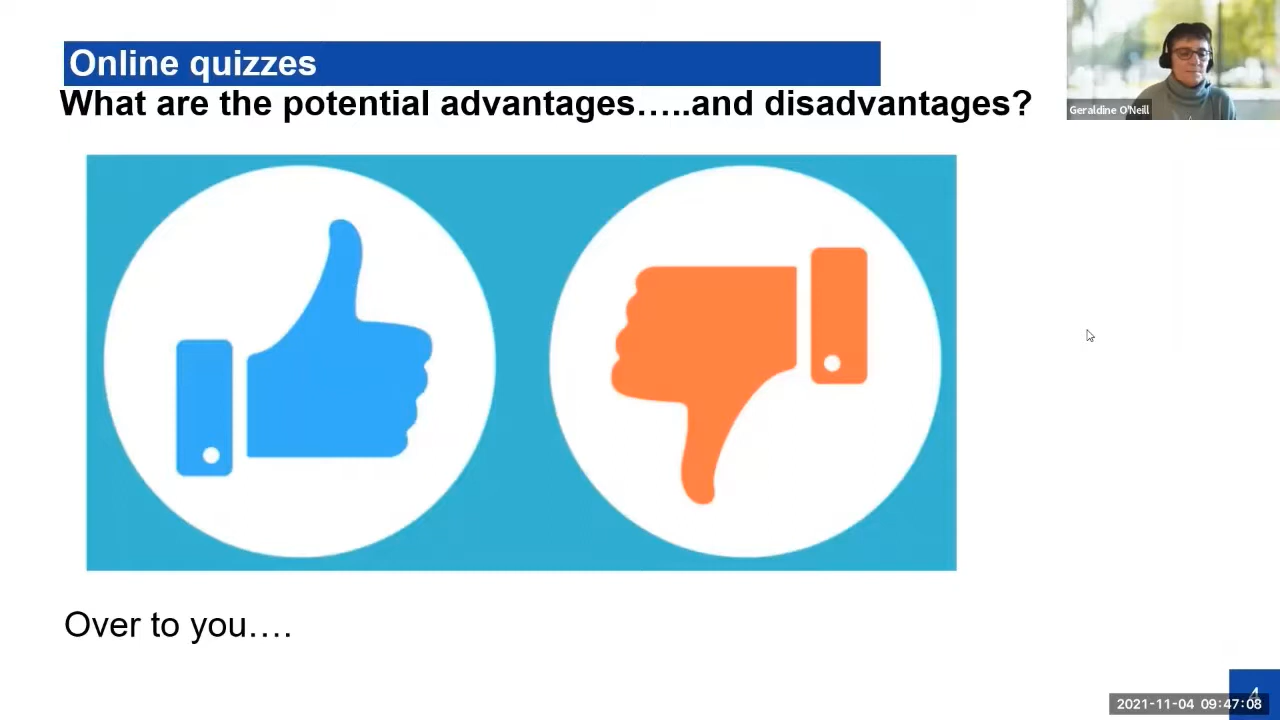 Online quizzes
What are the potential advantages.....and disadvantages?
Geraldine O'Neill
Over to you....
4
2021-11-04 09:47:08